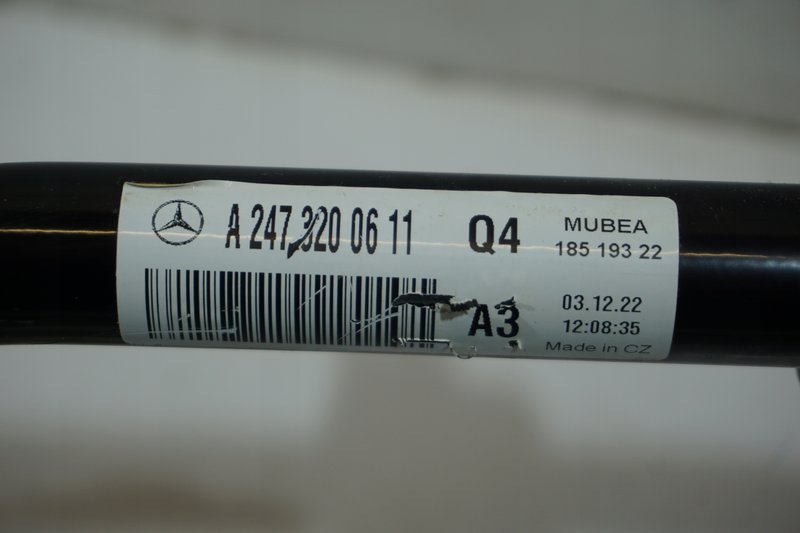 A 247 320 06 11 Q4
MUBEA
185 193 22
A3
03.12.22
12:08:35
Made in CZ